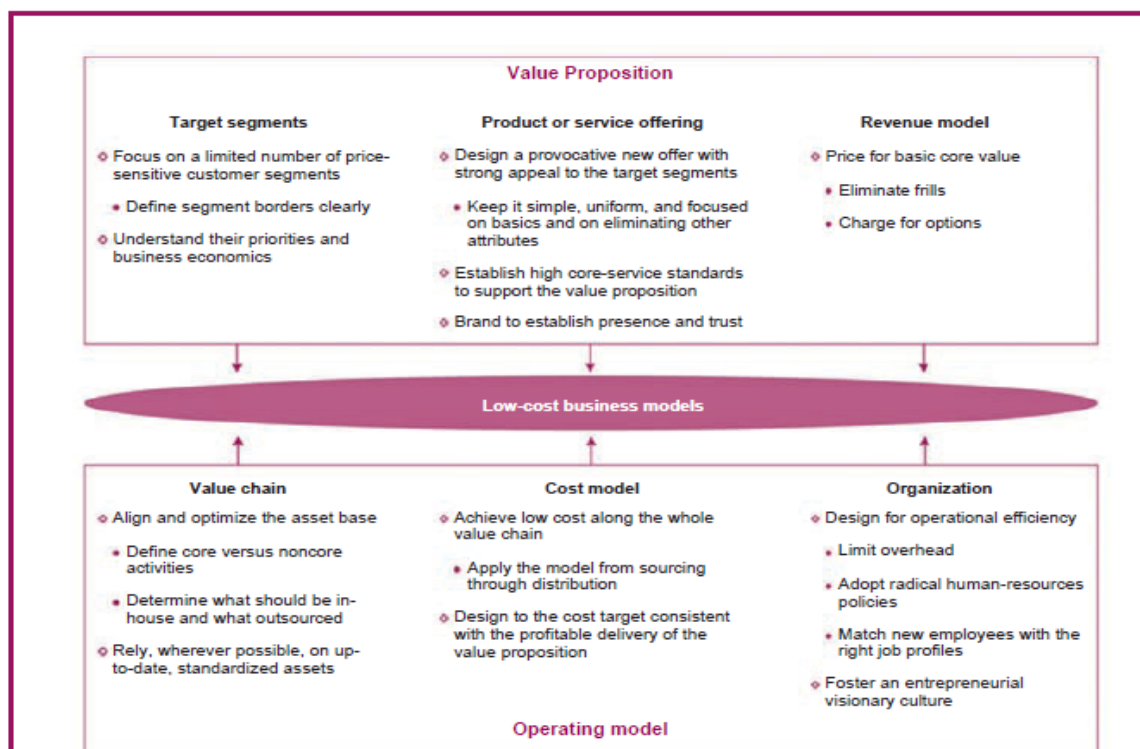 Value Proposition
Target segments
Focus on a limited number of price-
sensitive customer segments
Define segment borders clearly
Understand their priorities and
business economics
Product or service offering
Design a provocative new offer with
strong appeal to the target segments
Keep it simple, uniform, and focused
on basics and on eliminating other
attributes
Establish high core-service standards
to support the value proposition
Brand to establish presence and trust
Revenue model
Price for basic core value
Eliminate frills
Charge for options
Low-cost business models
Value chain
Align and optimize the asset base
Define core versus noncore
activities
Determine what should be in-
house and what outsourced
Rely, wherever possible, on up-
to-date, standardized assets
Cost model
Achieve low cost along the whole
value chain
Apply the model from sourcing
through distribution
Design to the cost target consistent
with the profitable delivery of the
value proposition
Organization
Design for operational efficiency
Limit overhead
Adopt radical human-resources
policies
Match new employees with the
right job profiles
Foster an entrepreneurial
visionary culture
Operating model